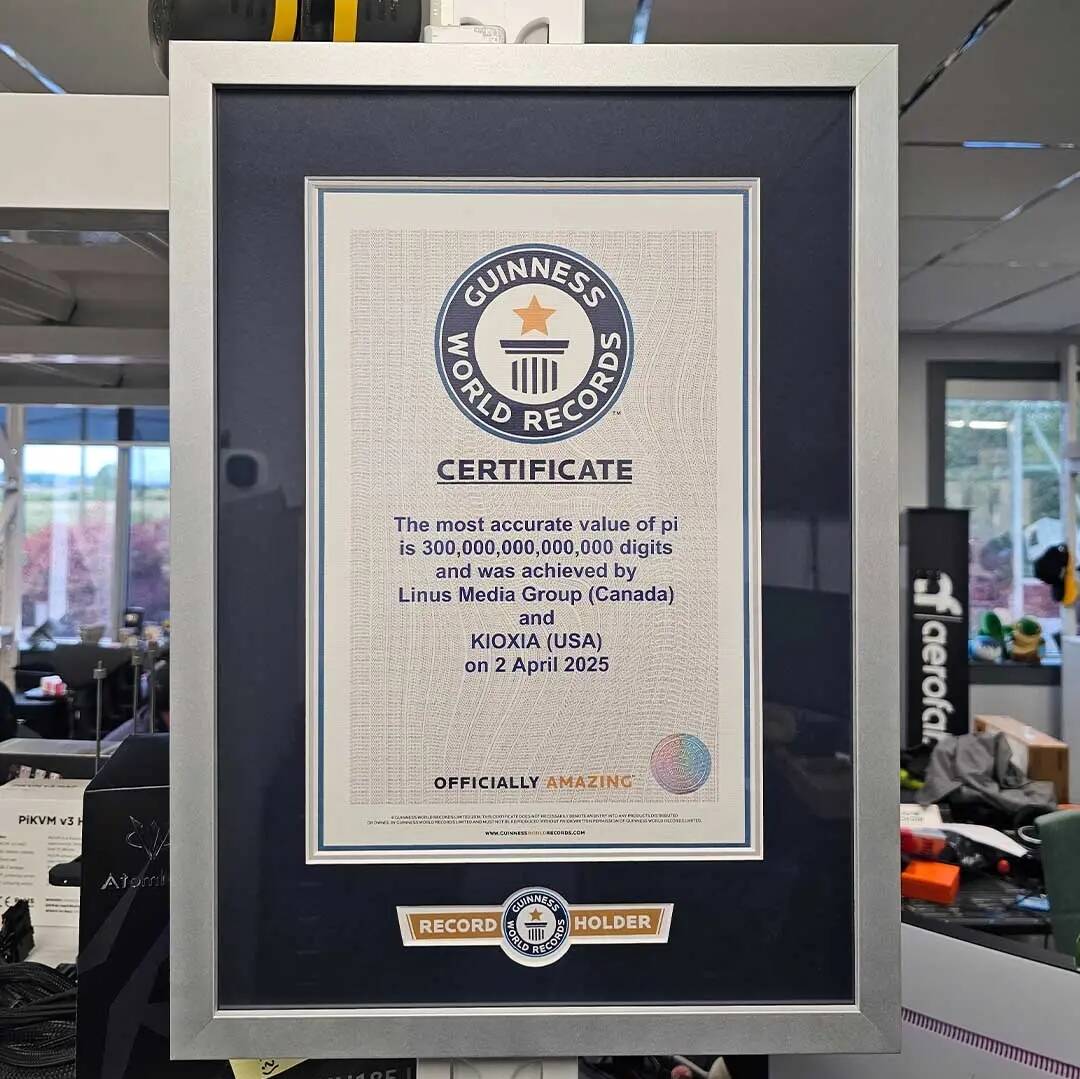 GUINNESS
WORLD RECORDS
™
CERTIFICATE
The most accurate value of pi
is 300,000,000,000,000 digits
and was achieved by
Linus Media Group (Canada)
and
KIOXIA (USA)
on 2 April 2025
OFFICIALLY AMAZING
WWW.GUINNESSWORLDRECORDS.COM
RECORD
GUINNESS
WORLD RECORDS
HOLDER
PiKVM v3
aerofa